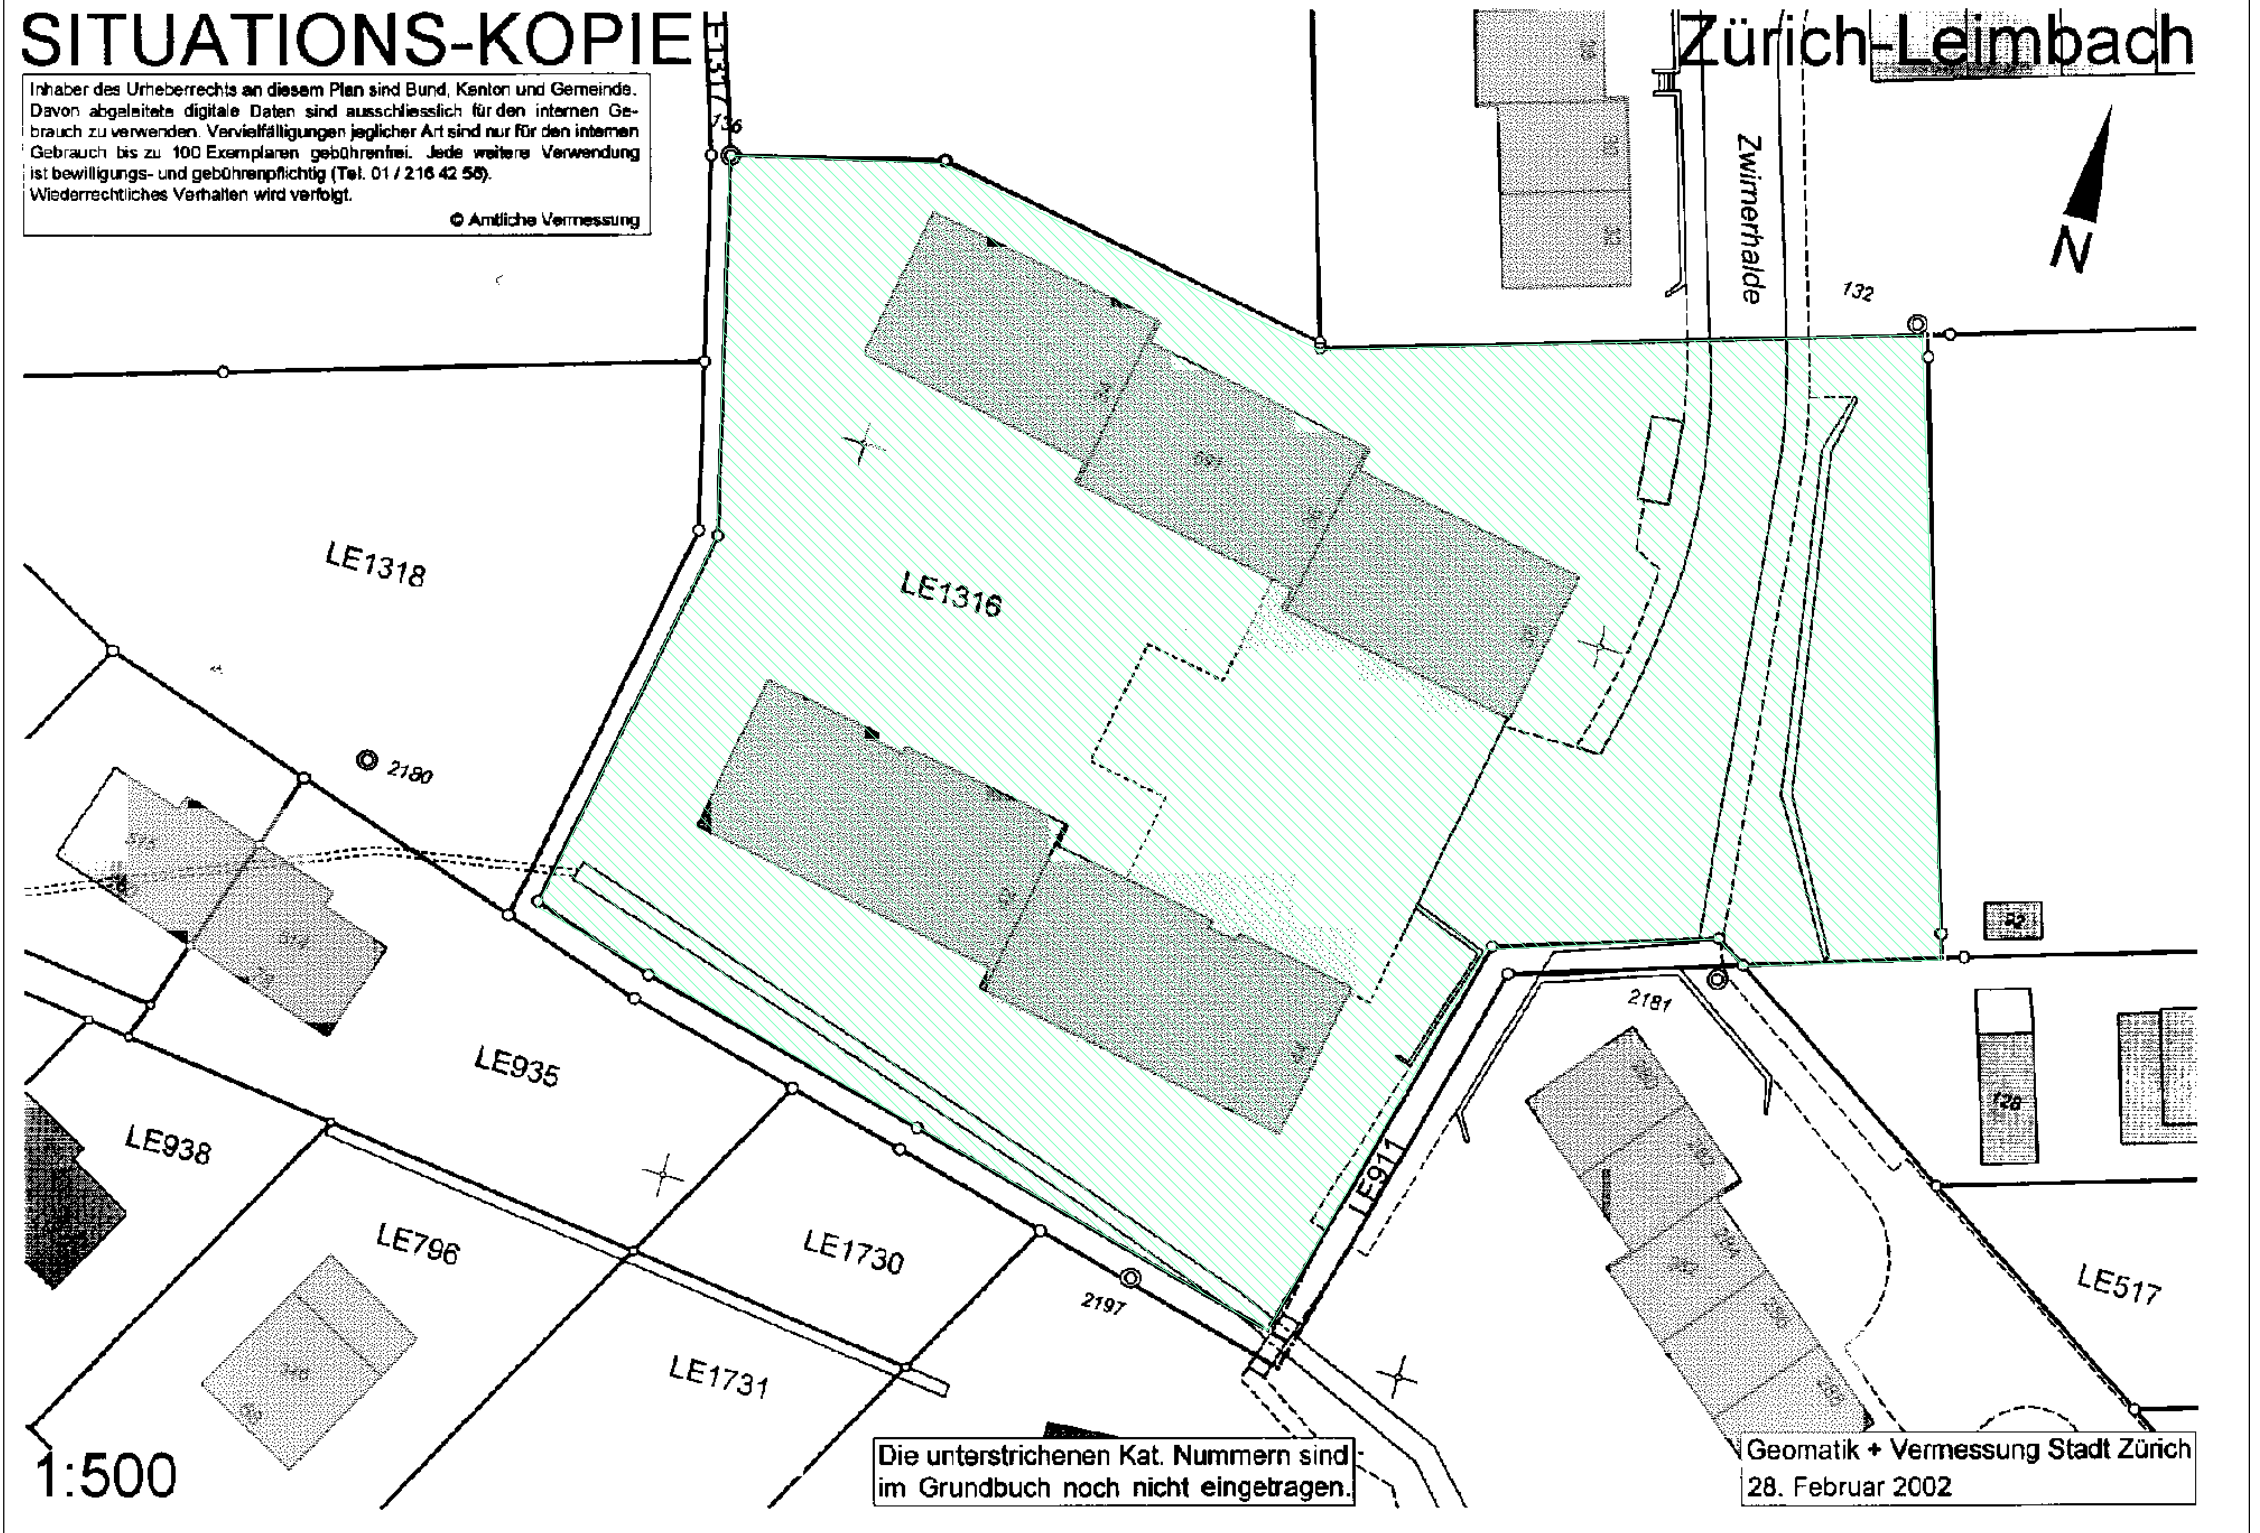 SITUATIONS-KOPIE
Zürich-Leimbach
Inhaber des Urheberrechts an diesem Plan sind Bund, Kanton und Gemeinde.
Davon abgeleitete digitale Daten sind ausschliesslich für den internen Ge-
brauch zu verwenden. Vervielfälligungen jeglicher Art sind nur für den internen
Gebrauch bis zu 100 Exemplaren gebührenfrei. Jede weitere Verwendung
ist bewilligungs- und gebührenpflichtig (Tel. 01 / 216 42 56).
Wiederrechtliches Verhalten wird verfolgt.
© Amtliche Vermessung
136
Zwirnerhalde
N
132
LE1318
LE1316
2180
92
2181
LE935
128
LE938
LE911
LE796
LE1730
2197
LE517
LE1731
1:500
Die unterstrichenen Kat. Nummern sind
im Grundbuch noch nicht eingetragen.
Geomatik + Vermessung Stadt Zürich
28. Februar 2002